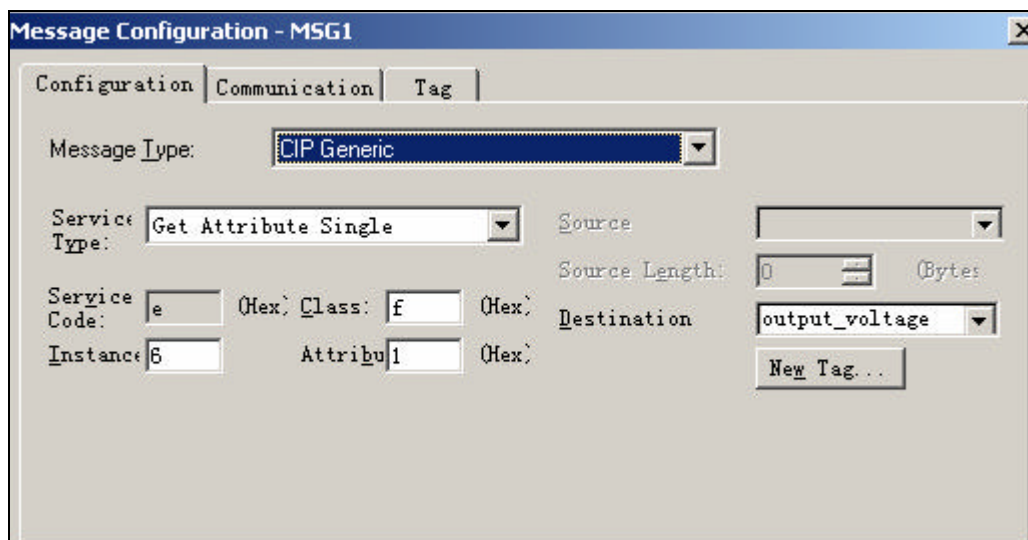 Message Configuration - MSG1
Configuration Communication Tag
Message Type: CIP Generic
Service Type: Get Attribute Single
Source
Source Length: 0 (Bytes
Service Code: e (Hex) Class: f (Hex)
Destination output_voltage
Instance 6 Attribu 1 (Hex)
New Tag...